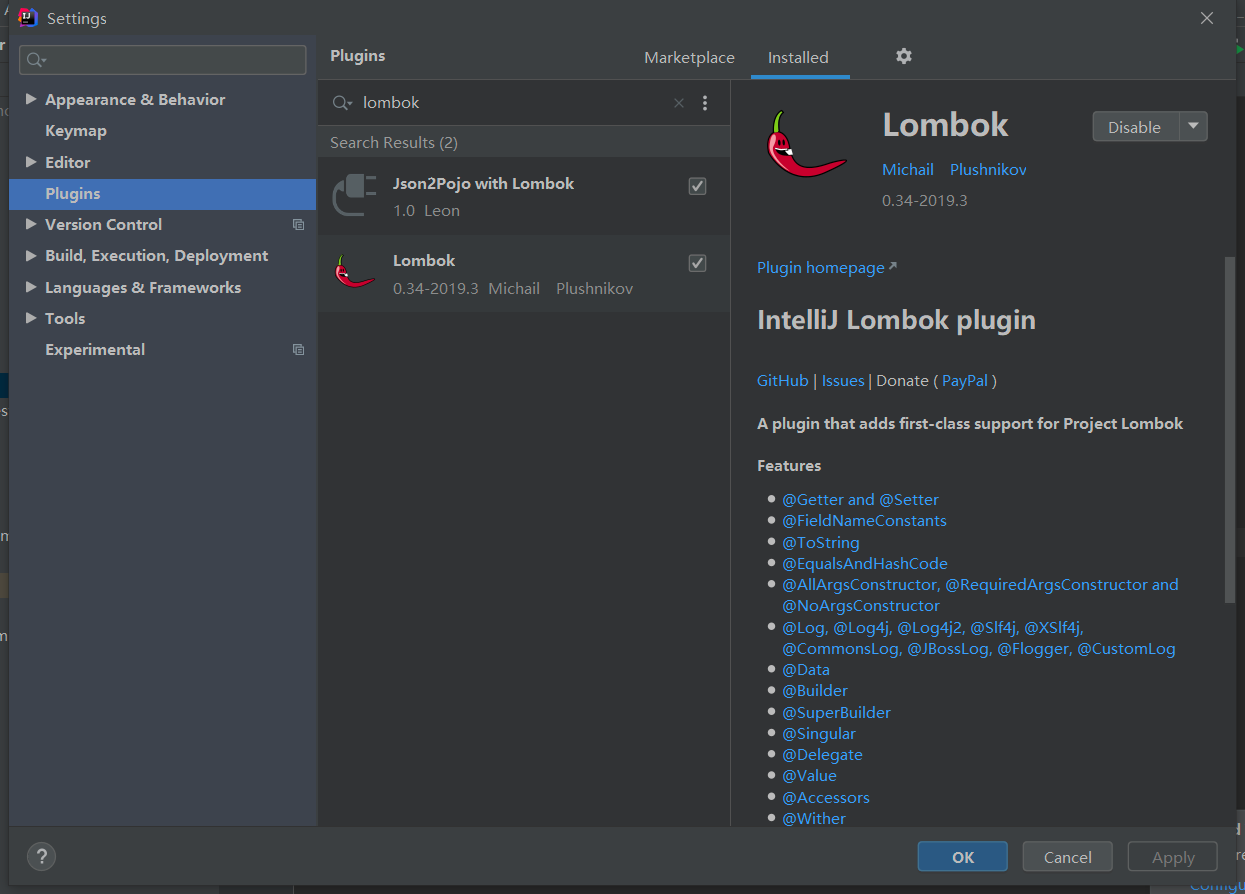 Settings
Appearance & Behavior
Keymap
Editor
Plugins
Version Control
Build, Execution, Deployment
Languages & Frameworks
Tools
Experimental
Plugins
Marketplace
Installed
lombok
Search Results (2)
Json2Pojo with Lombok
1.0 Leon
Lombok
0.34-2019.3 Michail Plushnikov
Lombok
Disable
Michail Plushnikov
0.34-2019.3
Plugin homepage
IntelliJ Lombok plugin
GitHub | Issues | Donate ( PayPal )
A plugin that adds first-class support for Project Lombok
Features
@Getter and @Setter
@FieldNameConstants
@ToString
@EqualsAndHashCode
@AllArgsConstructor, @RequiredArgsConstructor and
@NoArgsConstructor
@Log, @Log4j, @Log4j2, @Slf4j, @XSlf4j,
@CommonsLog, @JBossLog, @Flogger, @CustomLog
@Data
@Builder
@SuperBuilder
@Singular
@Delegate
@Value
@Accessors
@Wither
?
OK
Cancel
Apply